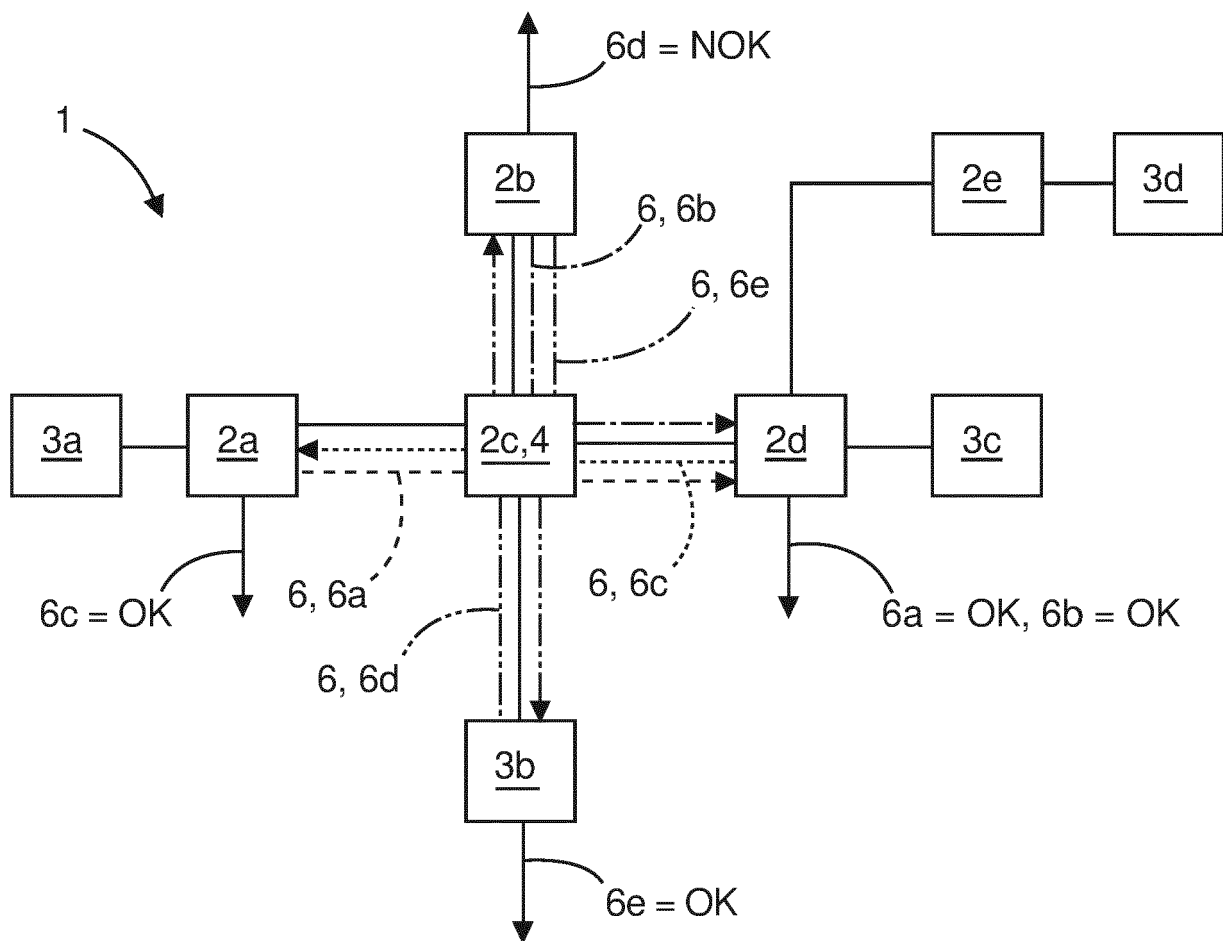 6d = NOK
1
2b
2e
3d
6, 6b
6, 6e
3a
2a
2c,4
2d
3c
6c = OK
6, 6a
6, 6c
6a = OK, 6b = OK
6, 6d
3b
6e = OK